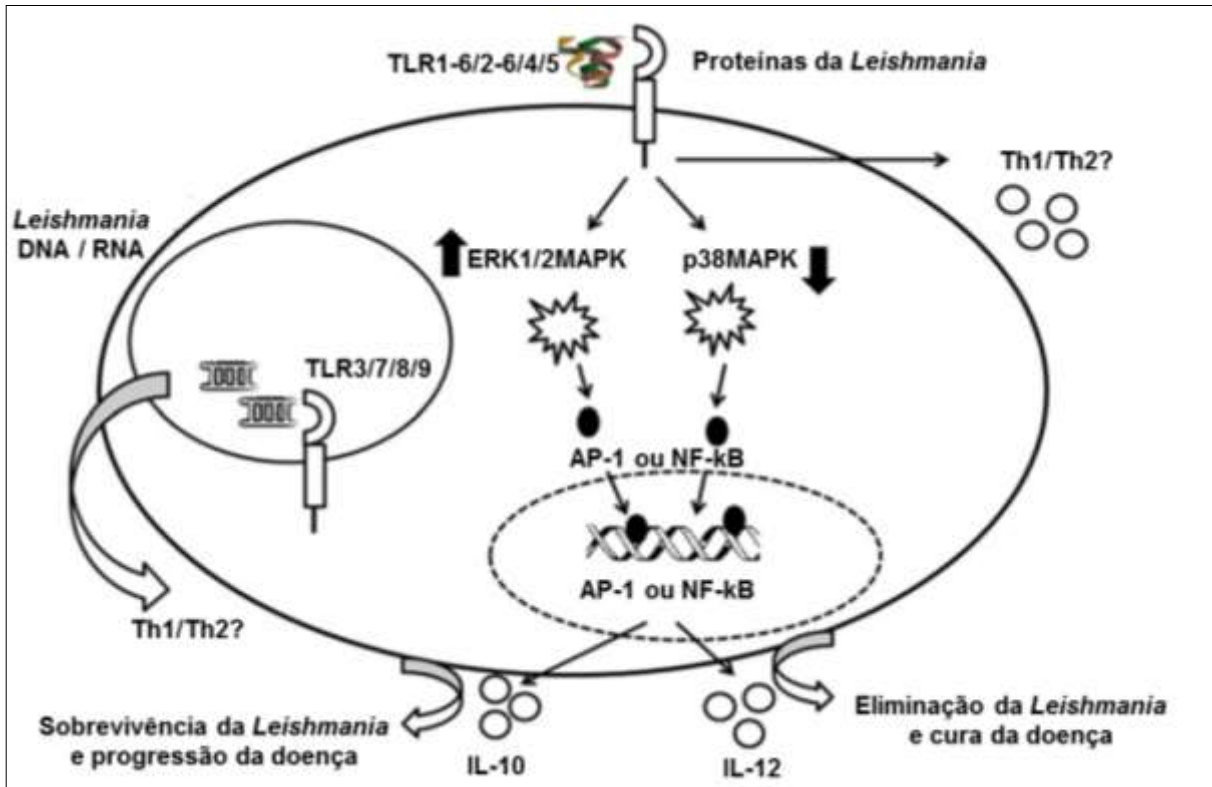 TLR1-6/2-6/4/5
Proteínas da Leishmania
Th1/Th2?
Leishmania
DNA / RNA
ERK1/2MAPK
p38MAPK
TLR3/7/8/9
AP-1 ou NF-kB
AP-1 ou NF-kB
Th1/Th2?
Sobrevivência da Leishmania
e progressão da doença
IL-10
IL-12
Eliminação da Leishmania
e cura da doença